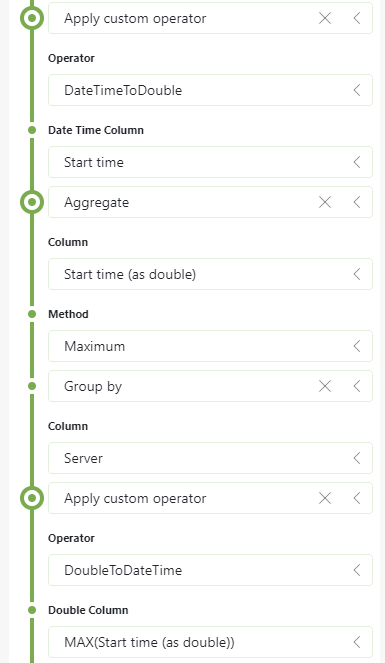 Apply custom operator
Operator
DateTimeToDouble
Date Time Column
Start time
Aggregate
Column
Start time (as double)
Method
Maximum
Group by
Column
Server
Apply custom operator
Operator
DoubleToDateTime
Double Column
MAX(Start time (as double))